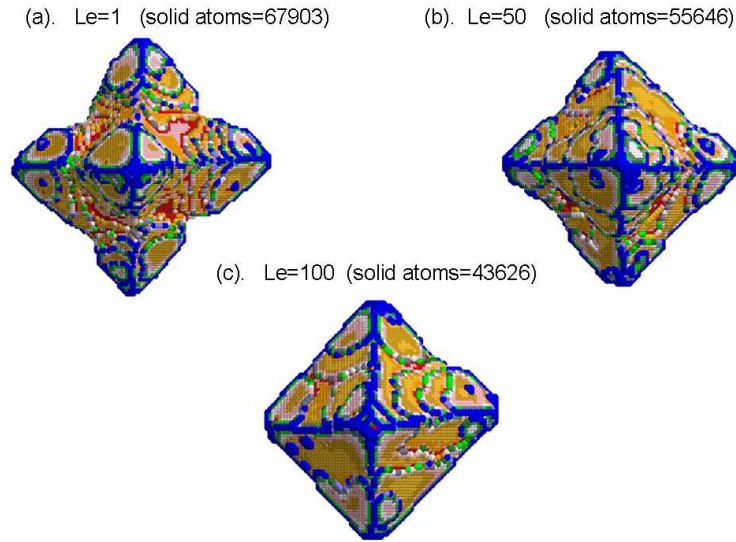 (a). Le=1 (solid atoms=67903)
(b). Le=50 (solid atoms=55646)
(c). Le=100 (solid atoms=43626)